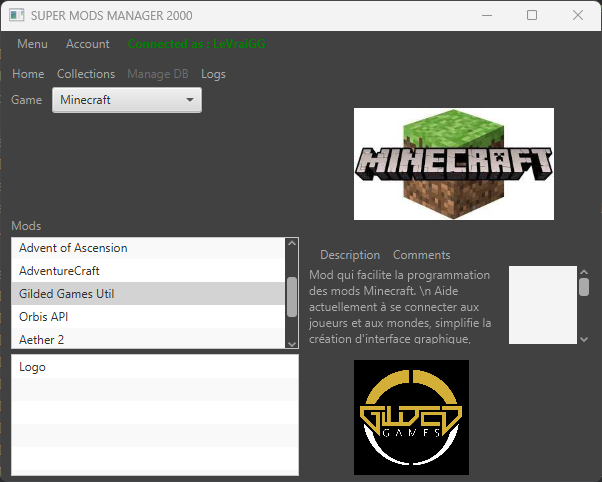 SUPER MODS MANAGER 2000
Menu Account Connected as : LeVraiGG
Home Collections Manage DB Logs
Game Minecraft
MINECRAFT
Mods
Advent of Ascension
AdventureCraft
Gilded Games Util
Orbis API
Aether 2
Description Comments
Mod qui facilite la programmation
des mods Minecraft. \n Aide
actuellement à se connecter aux
joueurs et aux mondes, simplifie la
création d'interface graphique,
Logo
GILDED
GAMES